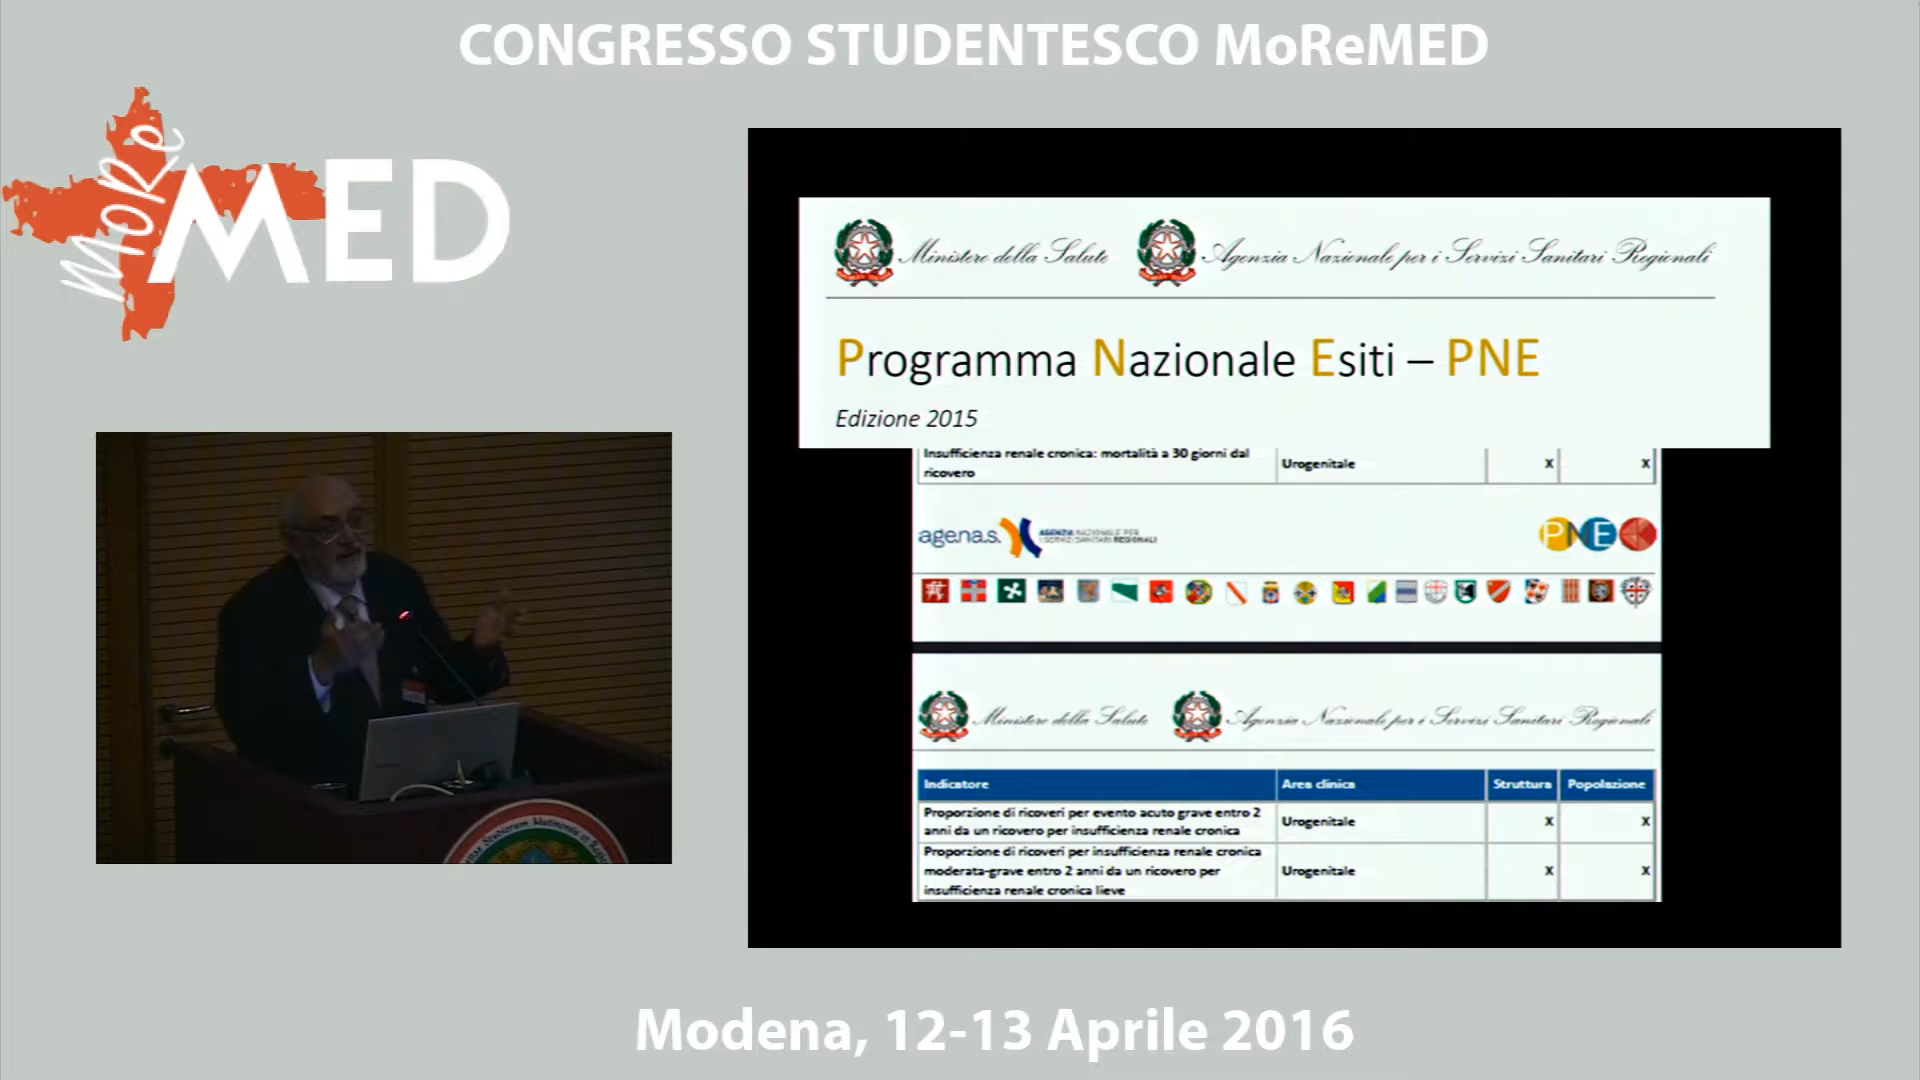 CONGRESSO STUDENTESCO MoReMED
MoRe
MED
Ministero della Salute
Agenzia Nazionale per i Servizi Sanitari Regionali
Programma Nazionale Esiti – PNE
Edizione 2015
Insufficienza renale cronica: mortalità a 30 giorni dal
ricovero
Urogenitale
X
X
agenas.
AGENZIA NAZIONALE PER
I SERVIZI SANITARI REGIONALI
PNE
Ministero della Salute
Agenzia Nazionale per i Servizi Sanitari Regionali
Indicatore
Area clinica
Struttura
Popolazione
Proporzione di ricoveri per evento acuto grave entro 2
anni da un ricovero per insufficienza renale cronica
Urogenitale
X
X
Proporzione di ricoveri per insufficienza renale cronica
moderata-grave entro 2 anni da un ricovero per
insufficienza renale cronica lieve
Urogenitale
X
X
Modena, 12-13 Aprile 2016